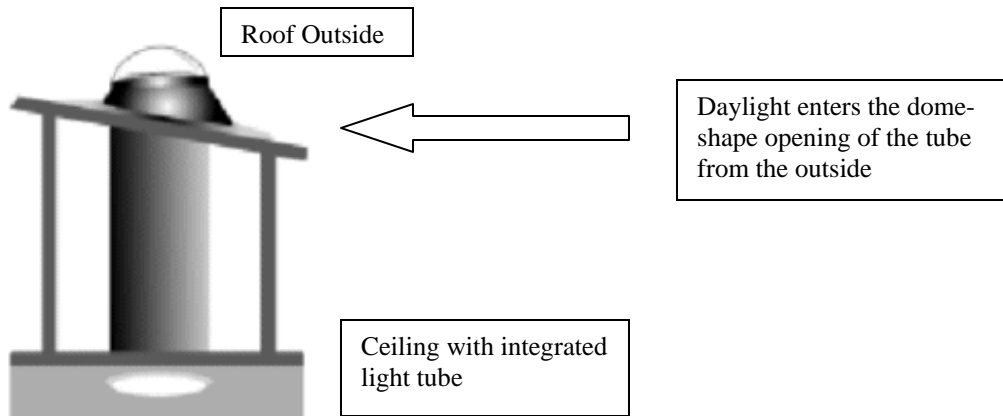 Roof Outside
Daylight enters the dome-
shape opening of the tube
from the outside
Ceiling with integrated
light tube